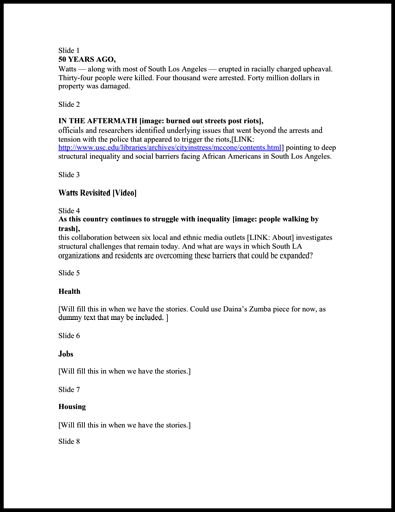 Slide 1
50 YEARS AGO,
Watts — along with most of South Los Angeles — erupted in racially charged upheaval.
Thirty-four people were killed. Four thousand were arrested. Forty million dollars in
property was damaged.
Slide 2
IN THE AFTERMATH [image: burned out streets post riots],
officials and researchers identified underlying issues that went beyond the arrests and
tension with the police that appeared to trigger the riots,[LINK:
http://www.usc.edu/libraries/archives/cityinstress/mccone/contents.html] pointing to deep
structural inequality and social barriers facing African Americans in South Los Angeles.
Slide 3
Watts Revisited [Video]
Slide 4
As this country continues to struggle with inequality [image: people walking by
trash],
this collaboration between six local and ethnic media outlets [LINK: About] investigates
structural challenges that remain today. And what are ways in which South LA
organizations and residents are overcoming these barriers that could be expanded?
Slide 5
Health
[Will fill this in when we have the stories. Could use Daina's Zumba piece for now, as
dummy text that may be included. ]
Slide 6
Jobs
[Will fill this in when we have the stories.]
Slide 7
Housing
[Will fill this in when we have the stories.]
Slide 8